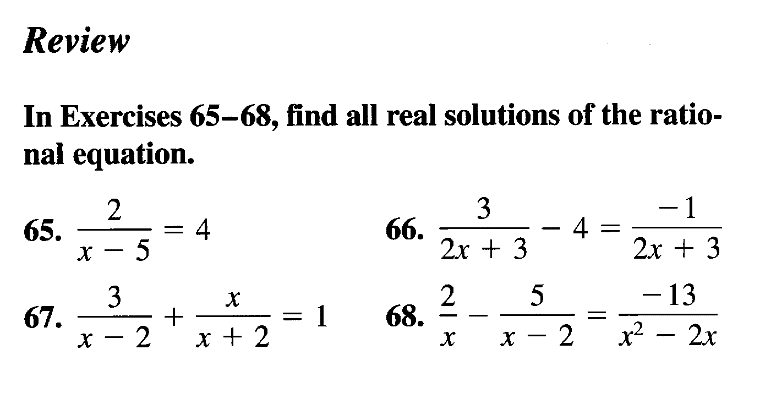 Review
In Exercises 65–68, find all real solutions of the ratio-
nal equation.
65. \frac{2}{x - 5} = 4
66. \frac{3}{2x + 3} - 4 = \frac{-1}{2x + 3}
67. \frac{3}{x - 2} + \frac{x}{x + 2} = 1
68. \frac{2}{x} - \frac{5}{x - 2} = \frac{-13}{x^2 - 2x}